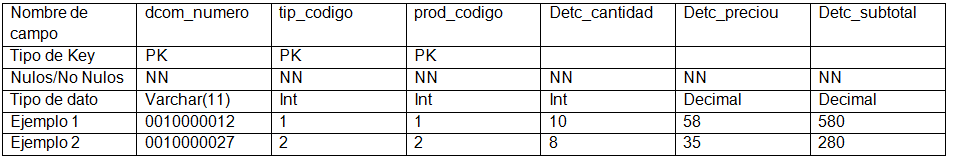 Nombre de campo dcom_numero tip_codigo prod_codigo Detc_cantidad Detc_preciou Detc_subtotal
Tipo de Key PK PK PK
Nulos/No Nulos NN NN NN NN NN NN
Tipo de dato Varchar(11) Int Int Int Decimal Decimal
Ejemplo 1 0010000012 1 1 10 58 580
Ejemplo 2 0010000027 2 2 8 35 280